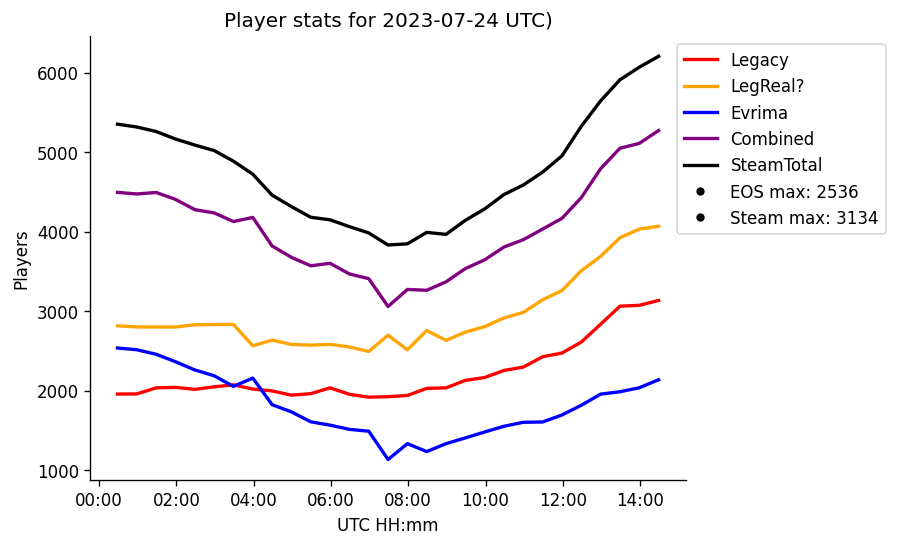 Player stats for 2023-07-24 UTC)
Legacy
LegReal?
Evrima
Combined
SteamTotal
EOS max: 2536
Steam max: 3134
Players
6000
5000
4000
3000
2000
1000
00:00 02:00 04:00 06:00 08:00 10:00 12:00 14:00
UTC HH:mm